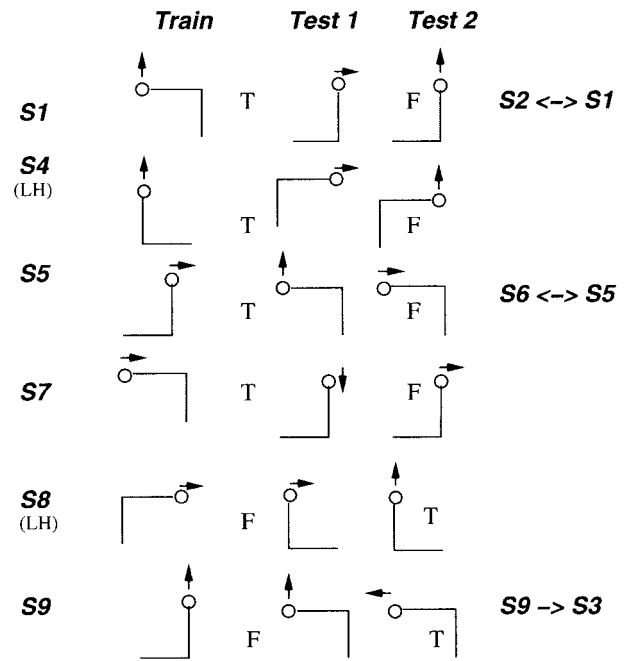 Train Test 1 Test 2
S1 T F S2 <-> S1
S4
(LH) T F
S5 T F S6 <-> S5
S7 T F
S8
(LH) F T
S9 F T S9 -> S3